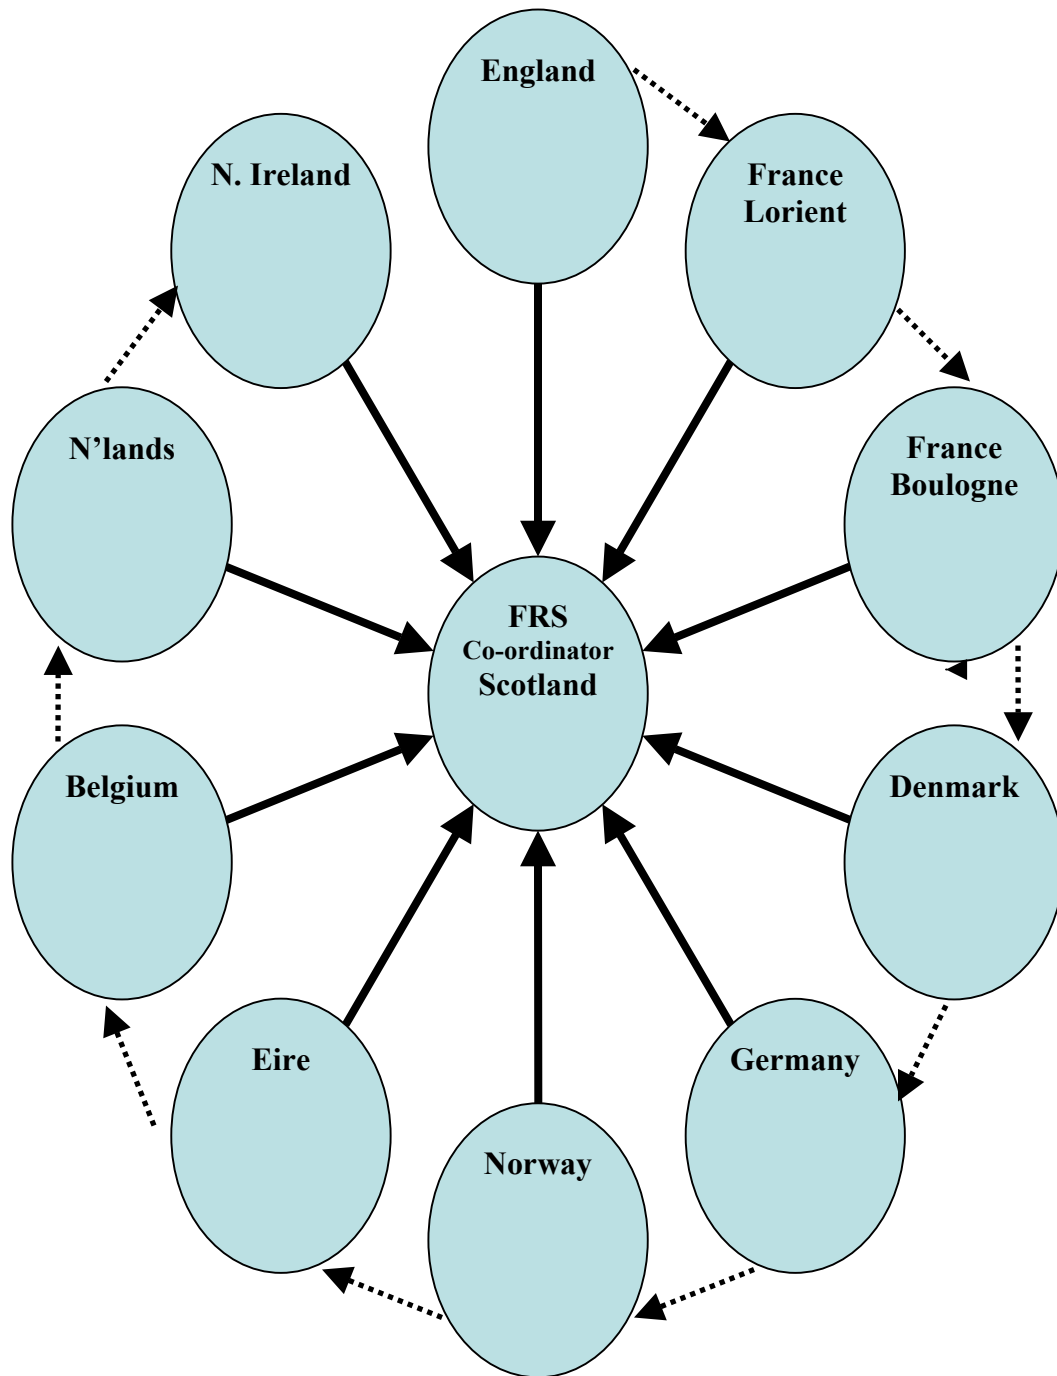 England
N. Ireland
France
Lorient
N’lands
France
Boulogne
FRS
Co-ordinator
Scotland
Belgium
Denmark
Eire
Germany
Norway